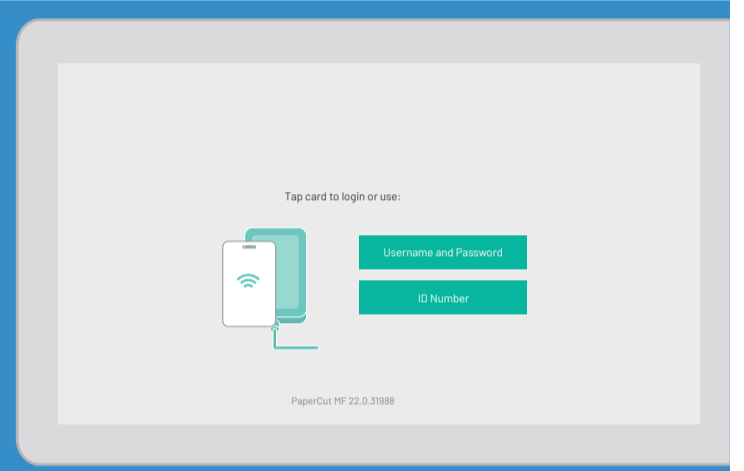 Tap card to login or use:
Username and Password
ID Number
PaperCut MF 22.0.31988